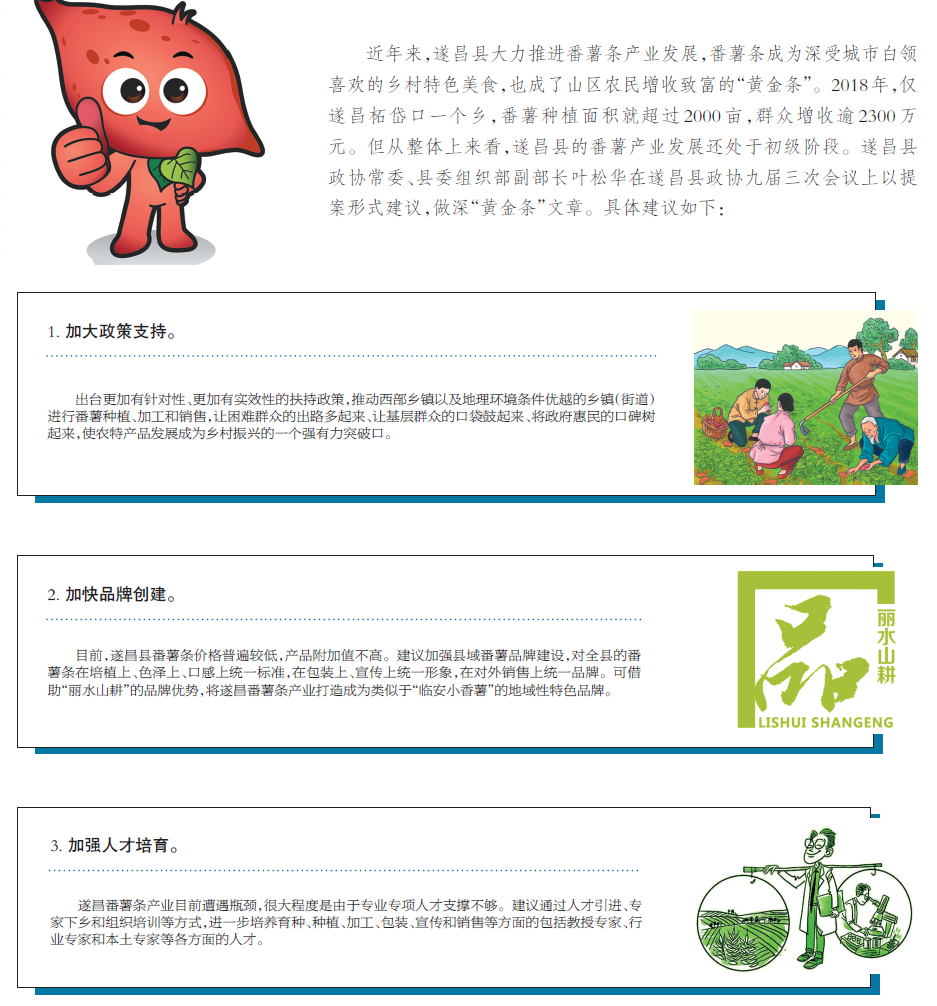 近年来，遂昌县大力推进番薯条产业发展，番薯条成为深受城市白领
喜欢的乡村特色美食，也成了山区农民增收致富的“黄金条”。2018年，仅
遂昌柘岱口一个乡，番薯种植面积就超过2000亩，群众增收逾2300万
元。但从整体上来看，遂昌县的番薯产业发展还处于初级阶段。遂昌县
政协常委、县委组织部副部长叶松华在遂昌县政协九届三次会议上以提
案形式建议，做深“黄金条”文章。具体建议如下：
1. 加大政策支持。
出台更加有针对性、更加有实效性的扶持政策，推动西部乡镇以及地理环境条件优越的乡镇（街道）
进行番薯种植、加工和销售，让困难群众的出路多起来、让基层群众的口袋鼓起来、将政府惠民的口碑树
起来，使农特产品发展成为乡村振兴的一个强有力突破口。
2. 加快品牌创建。
目前，遂昌县番薯条价格普遍较低，产品附加值不高。建议加强县域番薯品牌建设，对全县的番
薯条在培植上、色泽上、口感上统一标准，在包装上、宣传上统一形象，在对外销售上统一品牌。可借
助“丽水山耕”的品牌优势，将遂昌番薯条产业打造成为类似于“临安小香薯”的地域性特色品牌。
品
丽水山耕
LISHUI SHANGENG
3. 加强人才培育。
遂昌番薯条产业目前遭遇瓶颈，很大程度是由于专业专项人才支撑不够。建议通过人才引进、专
家下乡和组织培训等方式，进一步培养育种、种植、加工、包装、宣传和销售等方面的包括教授专家、行
业专家和本土专家等各方面的人才。